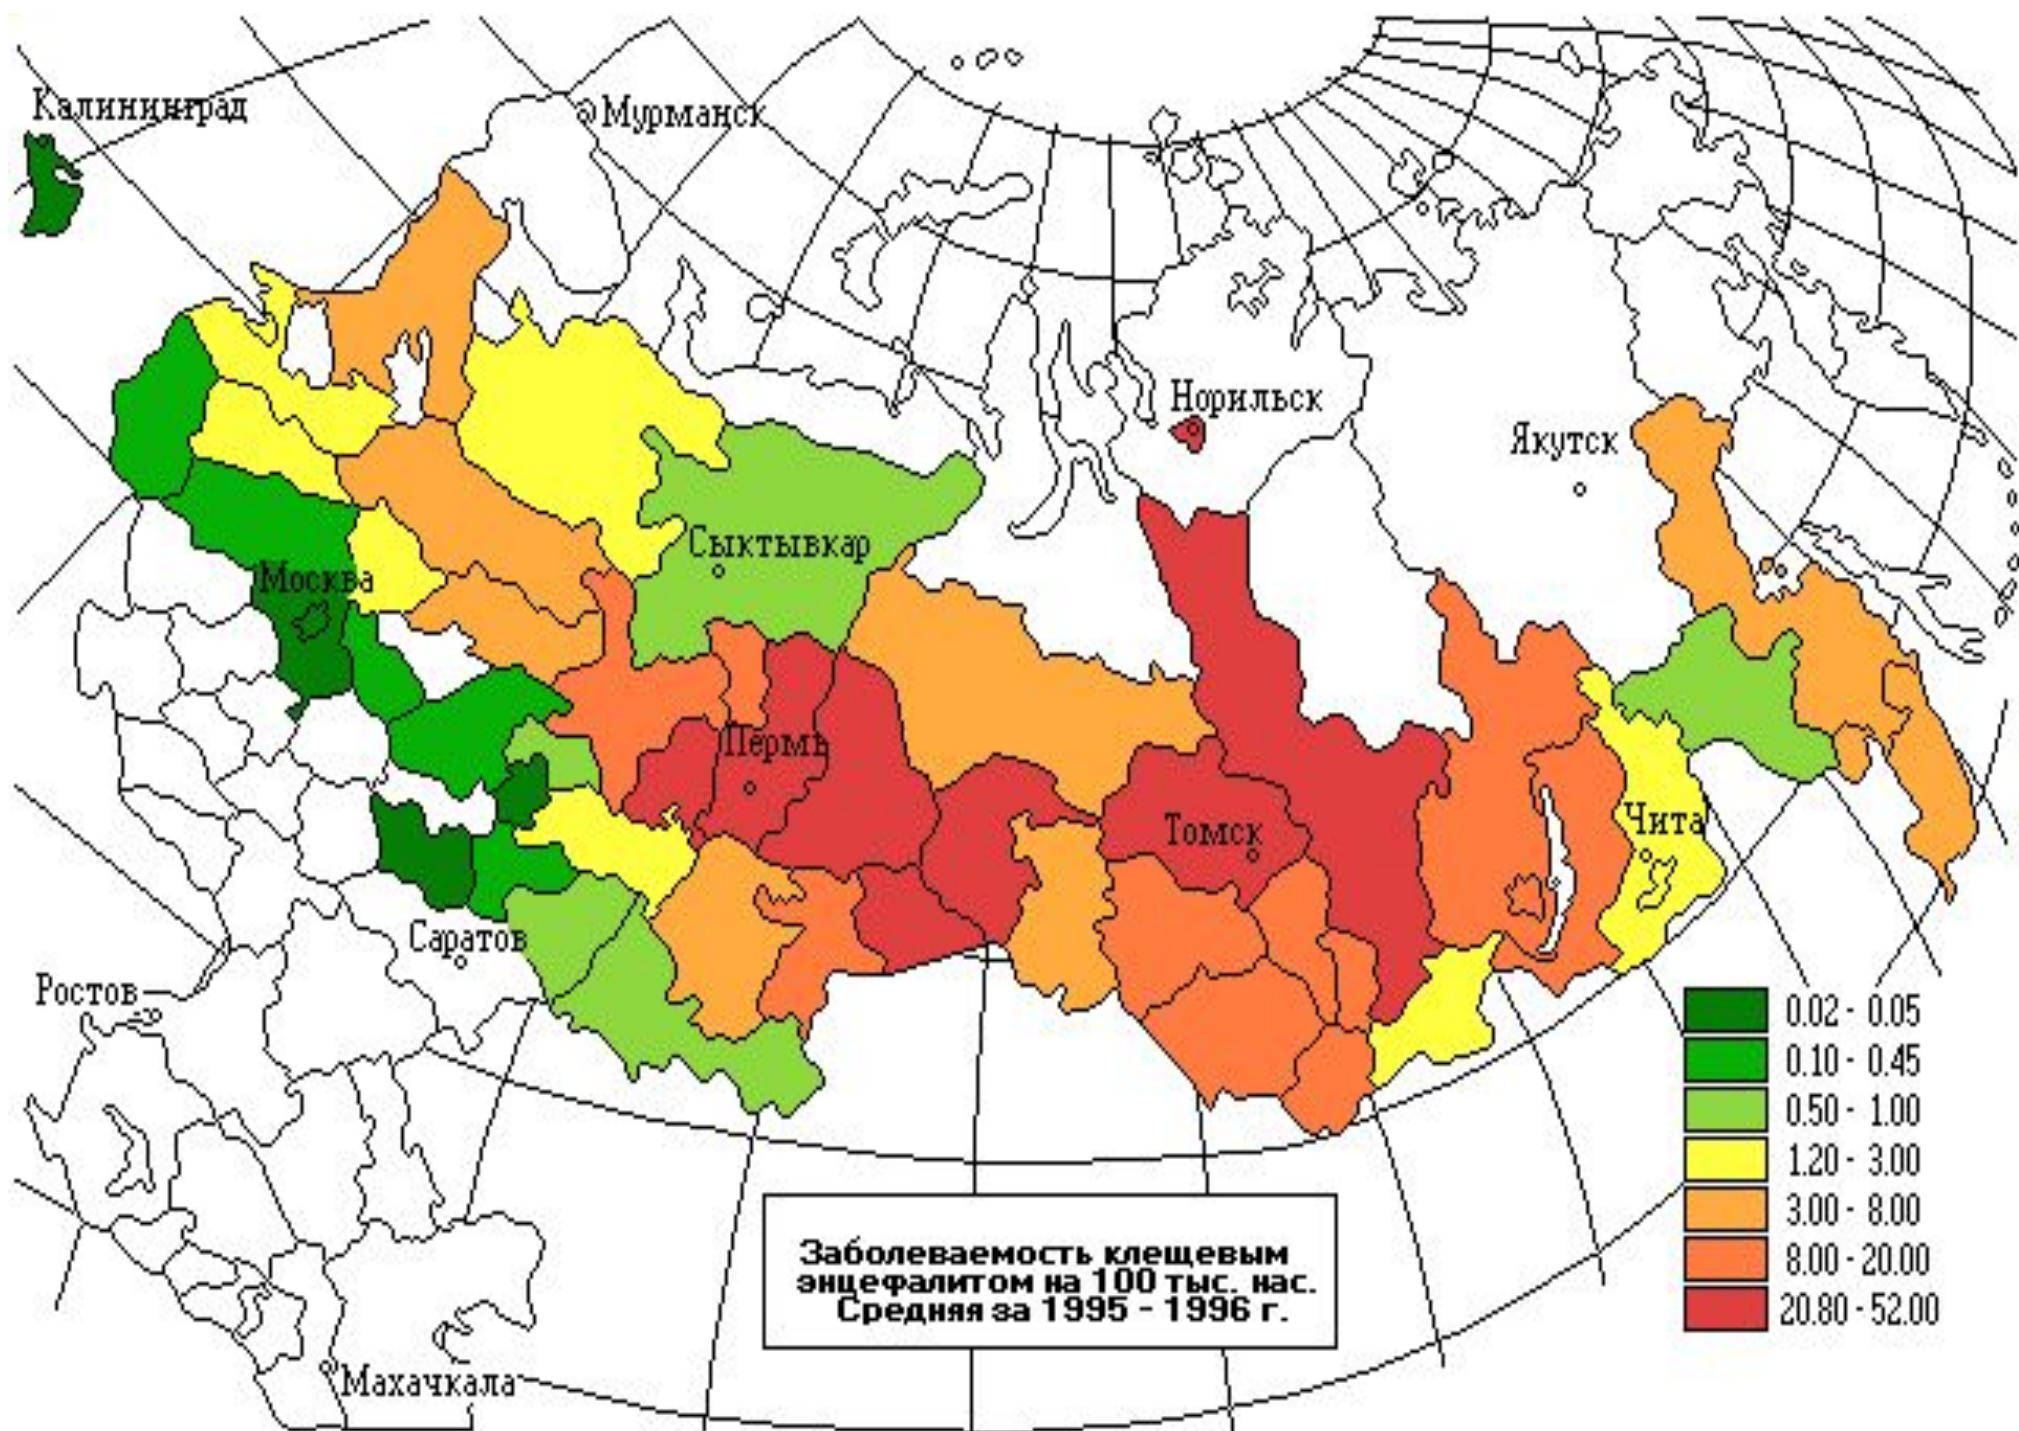 Калининград
Мурманск
Норильск
Якутск
Сыктывкар
Москва
Пермь
Томск
Чита
Саратов
Ростов
Махачкала
0.02 - 0.05
0.10 - 0.45
0.50 - 1.00
1.20 - 3.00
3.00 - 8.00
8.00 - 20.00
20.80 - 52.00
Заболеваемость клещевым
энцефалитом на 100 тыс. нас.
Средняя за 1995 - 1996 г.